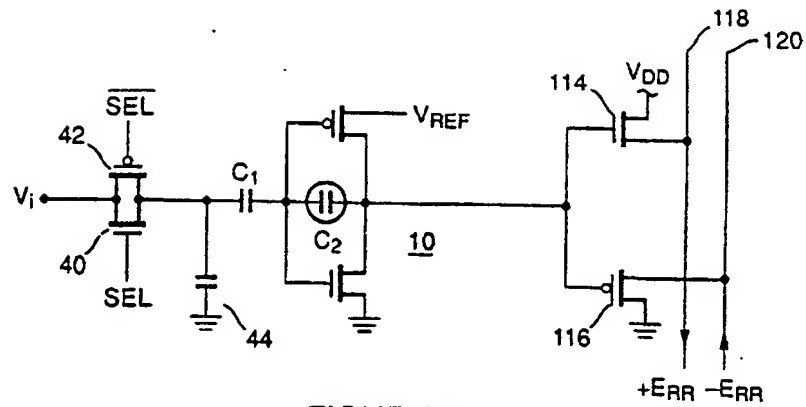 118
120
114
V_DD
SEL
42
V_REF
C_1
V_i
C_2
10
40
SEL
44
116
+E_RR -E_RR